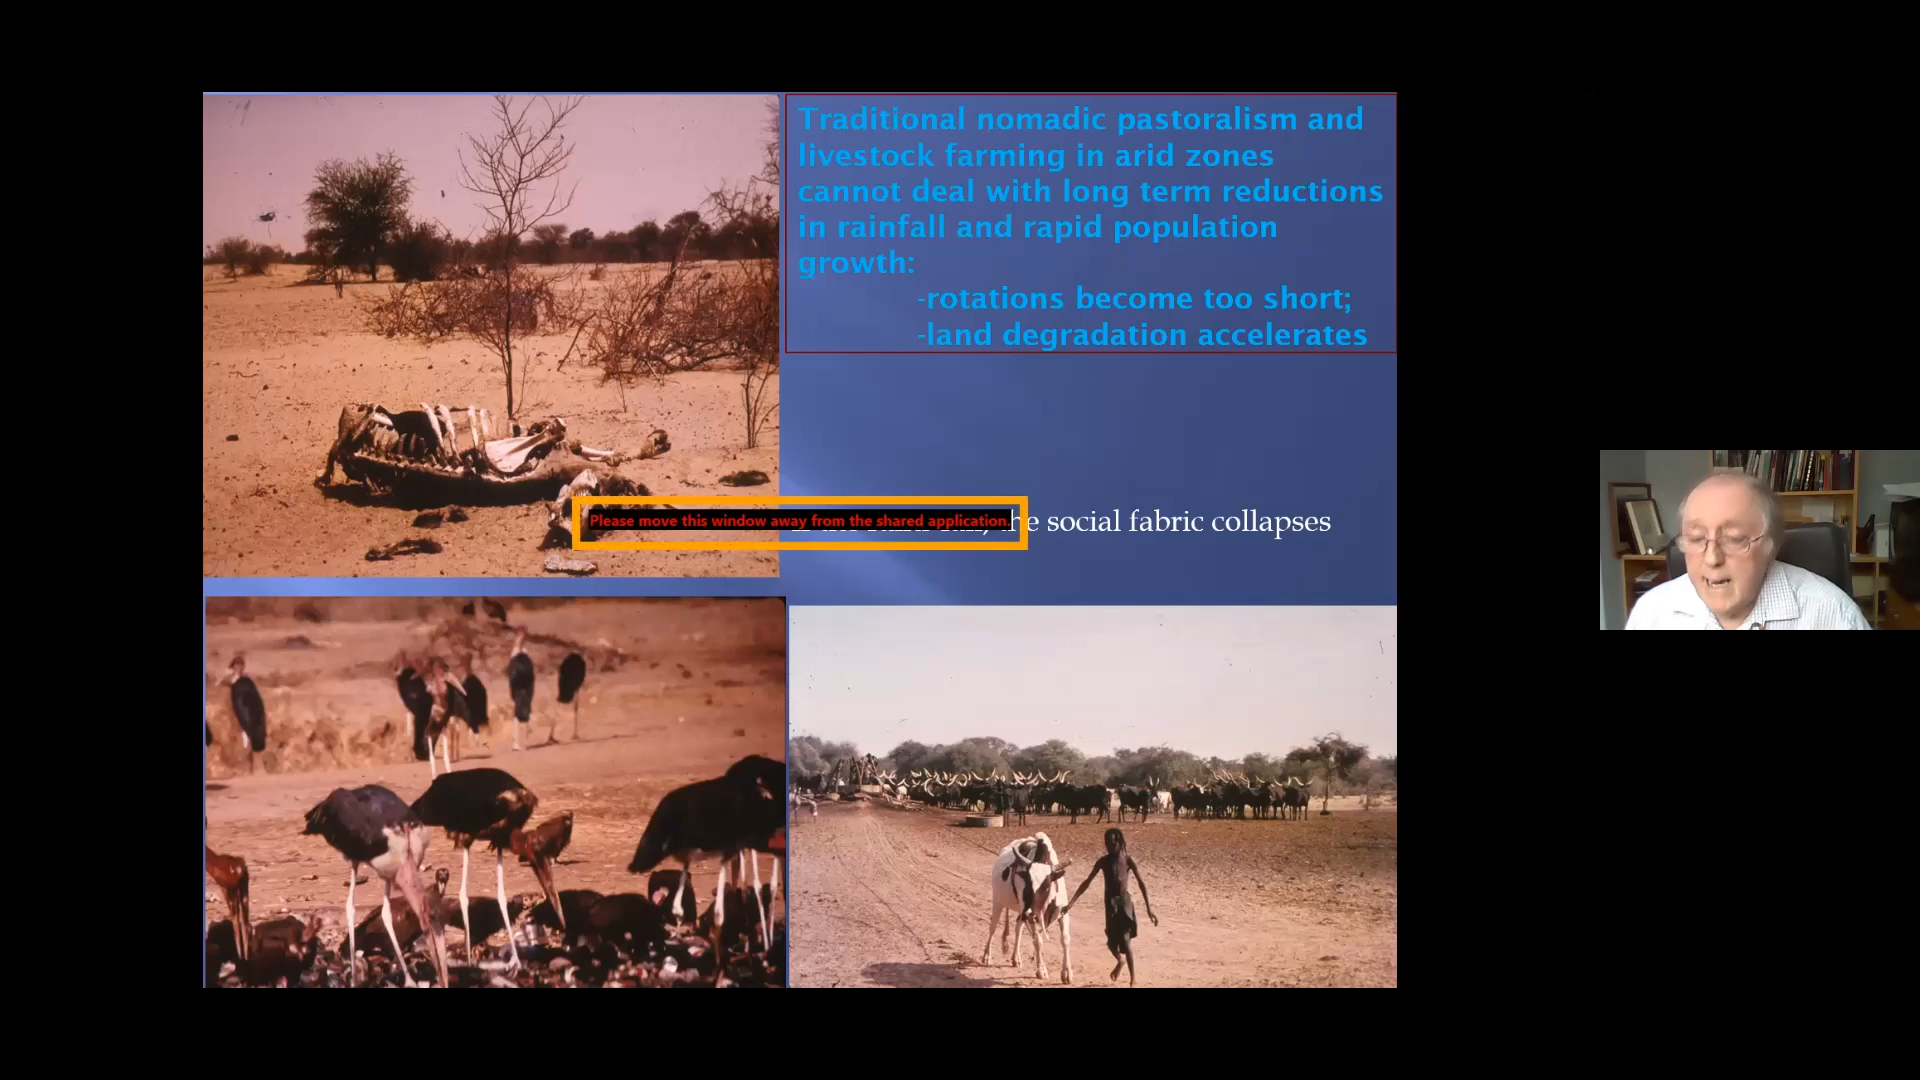 Traditional nomadic pastoralism and
livestock farming in arid zones
cannot deal with long term reductions
in rainfall and rapid population
growth:
-rotations become too short;
-land degradation accelerates
Please move this window away from the shared application.
the social fabric collapses